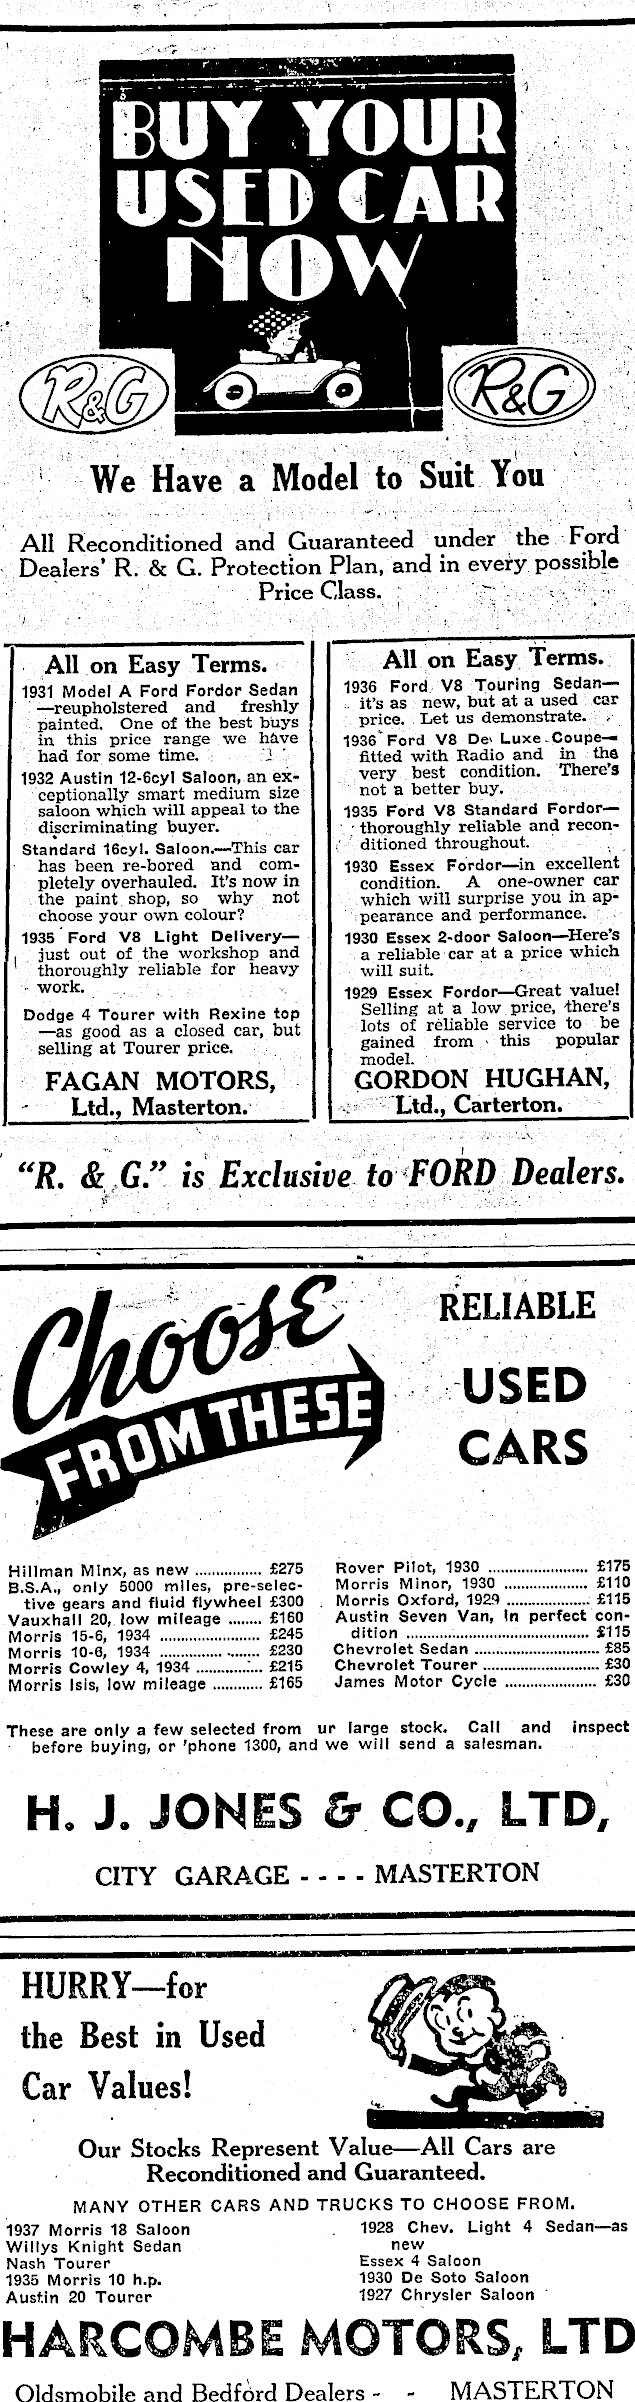 BUY YOUR
USED CAR
NOW
R&G
R&G
We Have a Model to Suit You
All Reconditioned and Guaranteed under the Ford
Dealers' R. & G. Protection Plan, and in every possible
Price Class.
All on Easy Terms.
1931 Model A Ford Fordor Sedan
—reupholstered and freshly
painted. One of the best buys
in this price range we have
had for some time.
1932 Austin 12-6cyl Saloon, an ex-
ceptionally smart medium size
saloon which will appeal to the
discriminating buyer.
Standard 16cyl. Saloon.—This car
has been re-bored and com-
pletely overhauled. It's now in
the paint shop, so why not
choose your own colour?
1935 Ford V8 Light Delivery—
just out of the workshop and
thoroughly reliable for heavy
work.
Dodge 4 Tourer with Rexine top
—as good as a closed car, but
selling at Tourer price.
FAGAN MOTORS,
Ltd., Masterton.
All on Easy Terms.
1936 Ford V8 Touring Sedan—
it's as new, but at a used car
price. Let us demonstrate.
1936 Ford V8 De Luxe Coupe—
fitted with Radio and in the
very best condition. There's
not a better buy.
1935 Ford V8 Standard Fordor—
thoroughly reliable and recon-
ditioned throughout.
1930 Essex Fordor—in excellent
condition. A one-owner car
which will surprise you in ap-
pearance and performance.
1930 Essex 2-door Saloon—Here's
a reliable car at a price which
will suit.
1929 Essex Fordor—Great value!
Selling at a low price, there's
lots of reliable service to be
gained from this popular
model.
GORDON HUGHAN,
Ltd., Carterton.
"R. & G." is Exclusive to FORD Dealers.
Choose
FROM THESE
RELIABLE
USED
CARS
Hillman Minx, as new ................ £275
B.S.A., only 5000 miles, pre-selec-
tive gears and fluid flywheel £300
Vauxhall 20, low mileage ........ £160
Morris 15-6, 1934 ........................ £245
Morris 10-6, 1934 ........................ £230
Morris Cowley 4, 1934 ................ £215
Morris Isis, low mileage ............ £165
Rover Pilot, 1930 ........................ £175
Morris Minor, 1930 .................... £110
Morris Oxford, 1929 .................... £115
Austin Seven Van, in perfect con-
dition ............................................ £115
Chevrolet Sedan .............................. £85
Chevrolet Tourer ............................ £30
James Motor Cycle ...................... £30
These are only a few selected from ur large stock. Call and inspect
before buying, or 'phone 1300, and we will send a salesman.
H. J. JONES & CO., LTD,
CITY GARAGE - - - - MASTERTON
HURRY—for
the Best in Used
Car Values!
Our Stocks Represent Value—All Cars are
Reconditioned and Guaranteed.
MANY OTHER CARS AND TRUCKS TO CHOOSE FROM.
1937 Morris 18 Saloon
Willys Knight Sedan
Nash Tourer
1935 Morris 10 h.p.
Austin 20 Tourer
1928 Chev. Light 4 Sedan—as
new
Essex 4 Saloon
1930 De Soto Saloon
1927 Chrysler Saloon
HARCOMBE MOTORS, LTD
Oldsmobile and Bedford Dealers - - MASTERTON